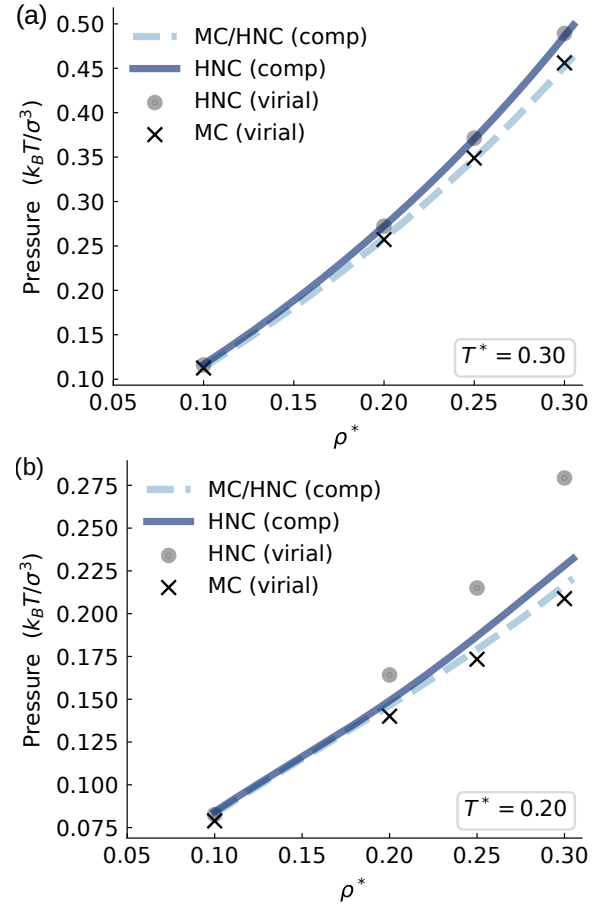 (a)
Pressure (k_BT/σ^3)
0.50
0.45
0.40
0.35
0.30
0.25
0.20
0.15
0.10
MC/HNC (comp)
HNC (comp)
HNC (virial)
MC (virial)
T* = 0.30
0.05 0.10 0.15 0.20 0.25 0.30
ρ*
(b)
Pressure (k_BT/σ^3)
0.275
0.250
0.225
0.200
0.175
0.150
0.125
0.100
0.075
MC/HNC (comp)
HNC (comp)
HNC (virial)
MC (virial)
T* = 0.20
0.05 0.10 0.15 0.20 0.25 0.30
ρ*